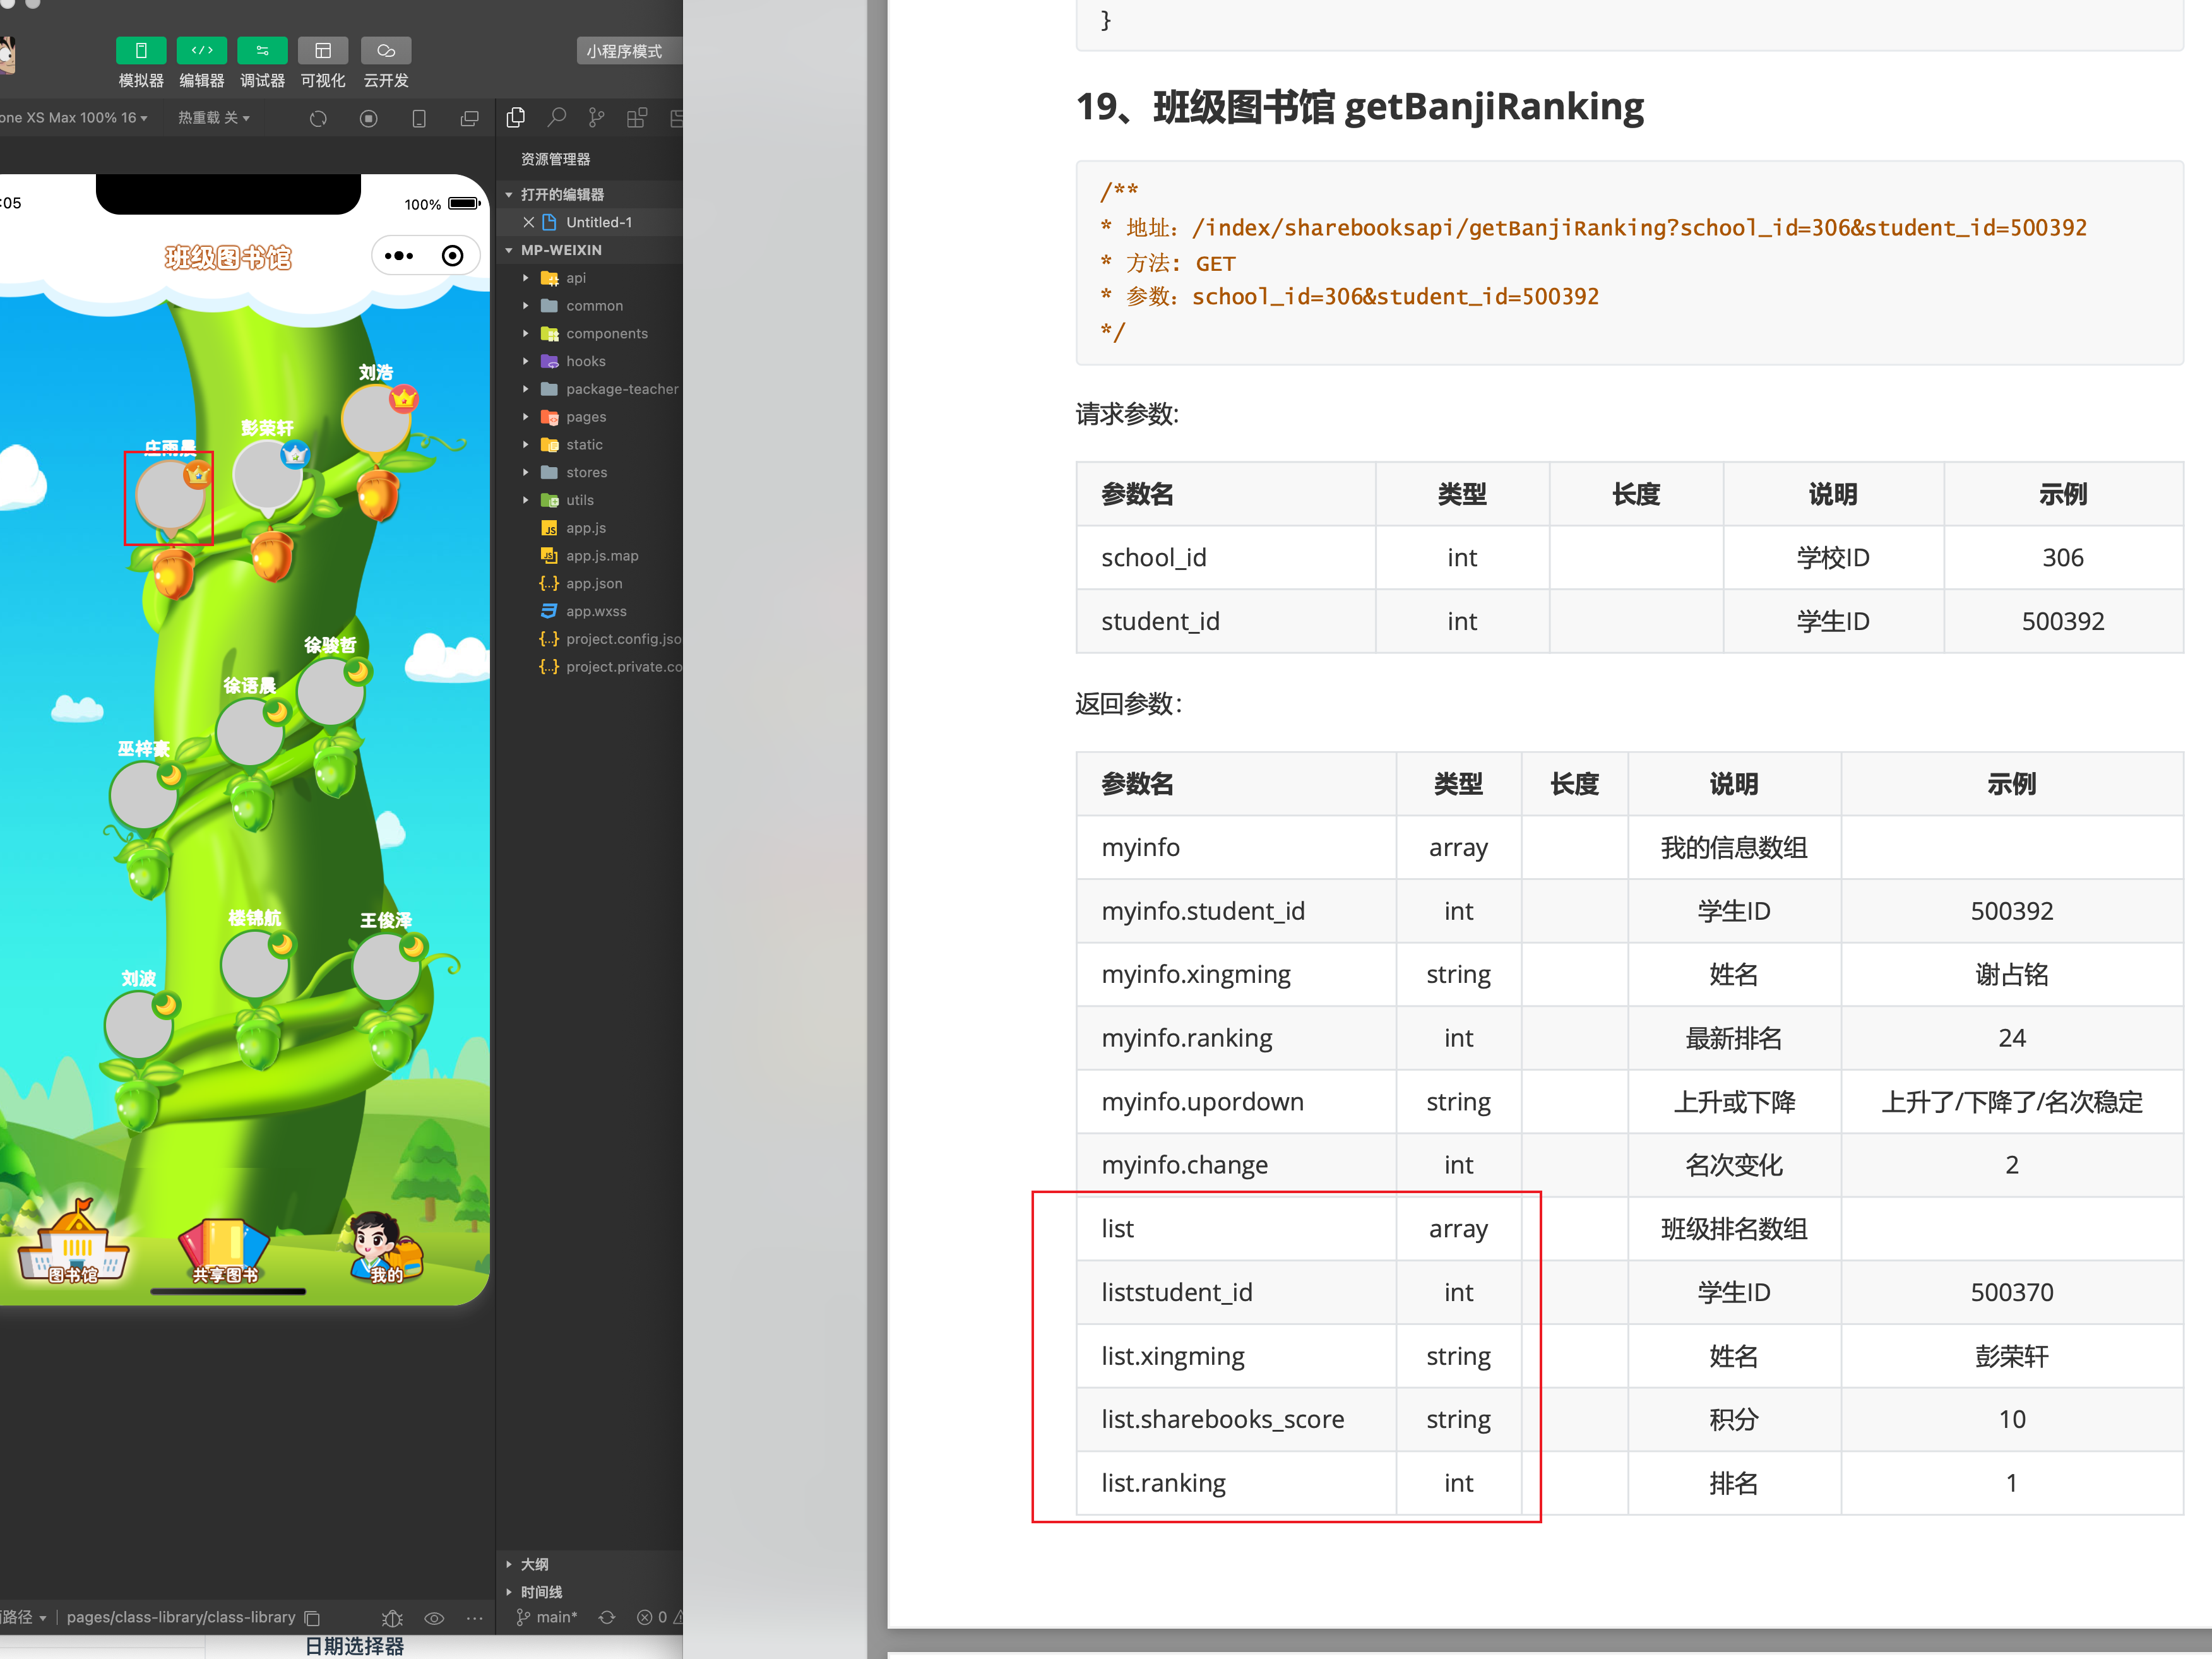 模拟器 编辑器 调试器 可视化 云开发
小程序模式
one XS Max 100% 16
热重载 关
:05
100%
班级图书馆
刘浩
彭荣轩
庄雨晨
徐骏哲
徐语晨
巫梓豪
楼锦航
王俊泽
刘波
图书馆
共享图书
我的
路径
pages/class-library/class-library
日期选择器
资源管理器
打开的编辑器
Untitled-1
MP-WEIXIN
api
common
components
hooks
package-teacher
pages
static
stores
utils
JS app.js
JS app.js.map
{..} app.json
app.wxss
{..} project.config.jso
{..} project.private.co
大纲
时间线
main*
0
}
19、班级图书馆 getBanjiRanking
/**
* 地址：/index/sharebooksapi/getBanjiRanking?school_id=306&student_id=500392
* 方法: GET
* 参数：school_id=306&student_id=500392
*/
请求参数:
参数名 类型 长度 说明 示例
school_id int 学校ID 306
student_id int 学生ID 500392
返回参数：
参数名 类型 长度 说明 示例
myinfo array 我的信息数组
myinfo.student_id int 学生ID 500392
myinfo.xingming string 姓名 谢占铭
myinfo.ranking int 最新排名 24
myinfo.upordown string 上升或下降 上升了/下降了/名次稳定
myinfo.change int 名次变化 2
list array 班级排名数组
liststudent_id int 学生ID 500370
list.xingming string 姓名 彭荣轩
list.sharebooks_score string 积分 10
list.ranking int 排名 1